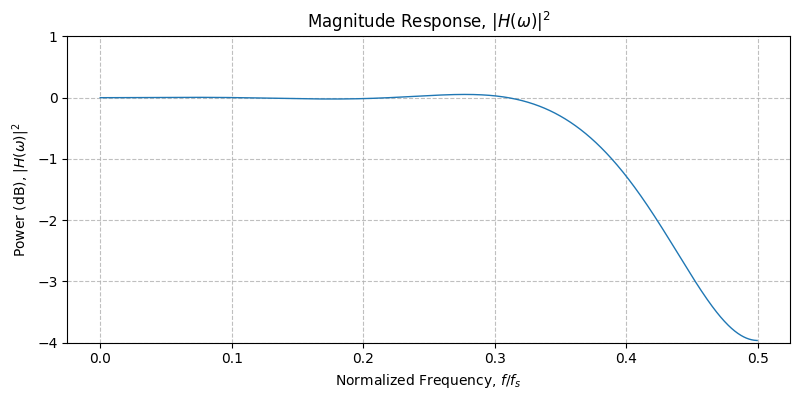 Magnitude Response, |H(ω)|²
1
0
−1
−2
−3
−4
Power (dB), |H(ω)|²
0.0 0.1 0.2 0.3 0.4 0.5
Normalized Frequency, f/fₛ